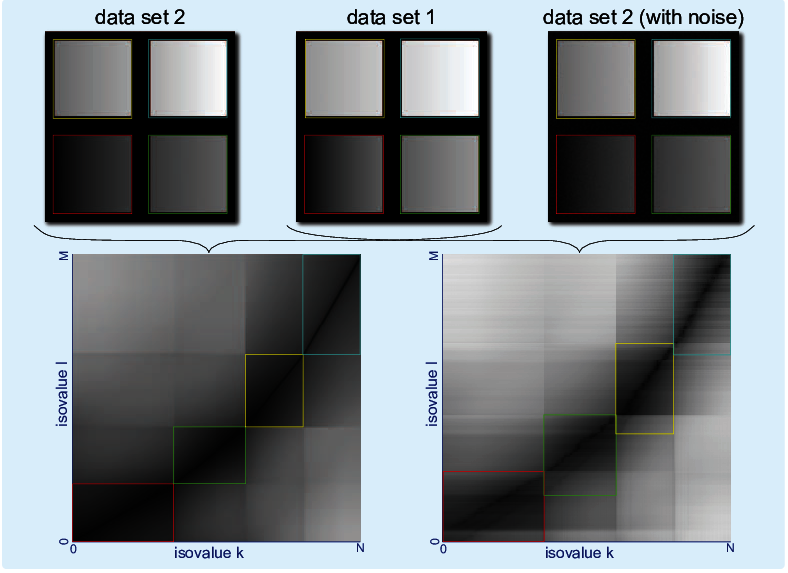 data set 2
data set 1
data set 2 (with noise)
M
isovalue l
0
0
isovalue k
N
M
isovalue l
0
0
isovalue k
N